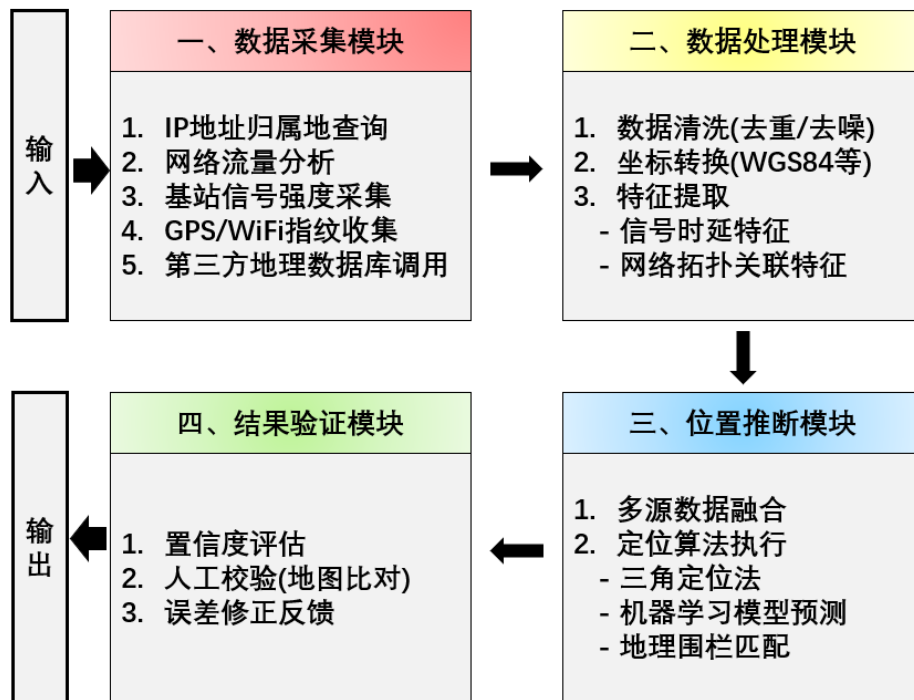 输入
一、数据采集模块
1. IP地址归属地查询
2. 网络流量分析
3. 基站信号强度采集
4. GPS/WiFi指纹收集
5. 第三方地理数据库调用
二、数据处理模块
1. 数据清洗(去重/去噪)
2. 坐标转换(WGS84等)
3. 特征提取
- 信号时延特征
- 网络拓扑关联特征
三、位置推断模块
1. 多源数据融合
2. 定位算法执行
- 三角定位法
- 机器学习模型预测
- 地理围栏匹配
四、结果验证模块
1. 置信度评估
2. 人工校验(地图比对)
3. 误差修正反馈
输出